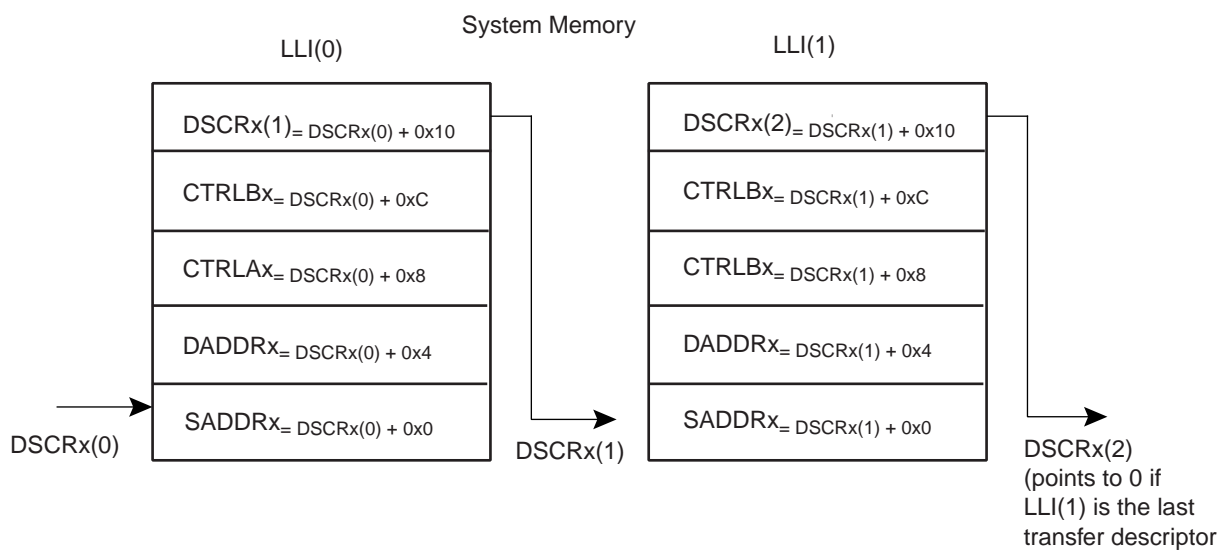 System Memory
LLI(0)
LLI(1)
DSCRx(1)= DSCRx(0) + 0x10
CTRLBx= DSCRx(0) + 0xC
CTRLAx= DSCRx(0) + 0x8
DADDRx= DSCRx(0) + 0x4
SADDRx= DSCRx(0) + 0x0
DSCRx(0)
DSCRx(1)
DSCRx(2)= DSCRx(1) + 0x10
CTRLBx= DSCRx(1) + 0xC
CTRLBx= DSCRx(1) + 0x8
DADDRx= DSCRx(1) + 0x4
SADDRx= DSCRx(1) + 0x0
DSCRx(2)
(points to 0 if
LLI(1) is the last
transfer descriptor